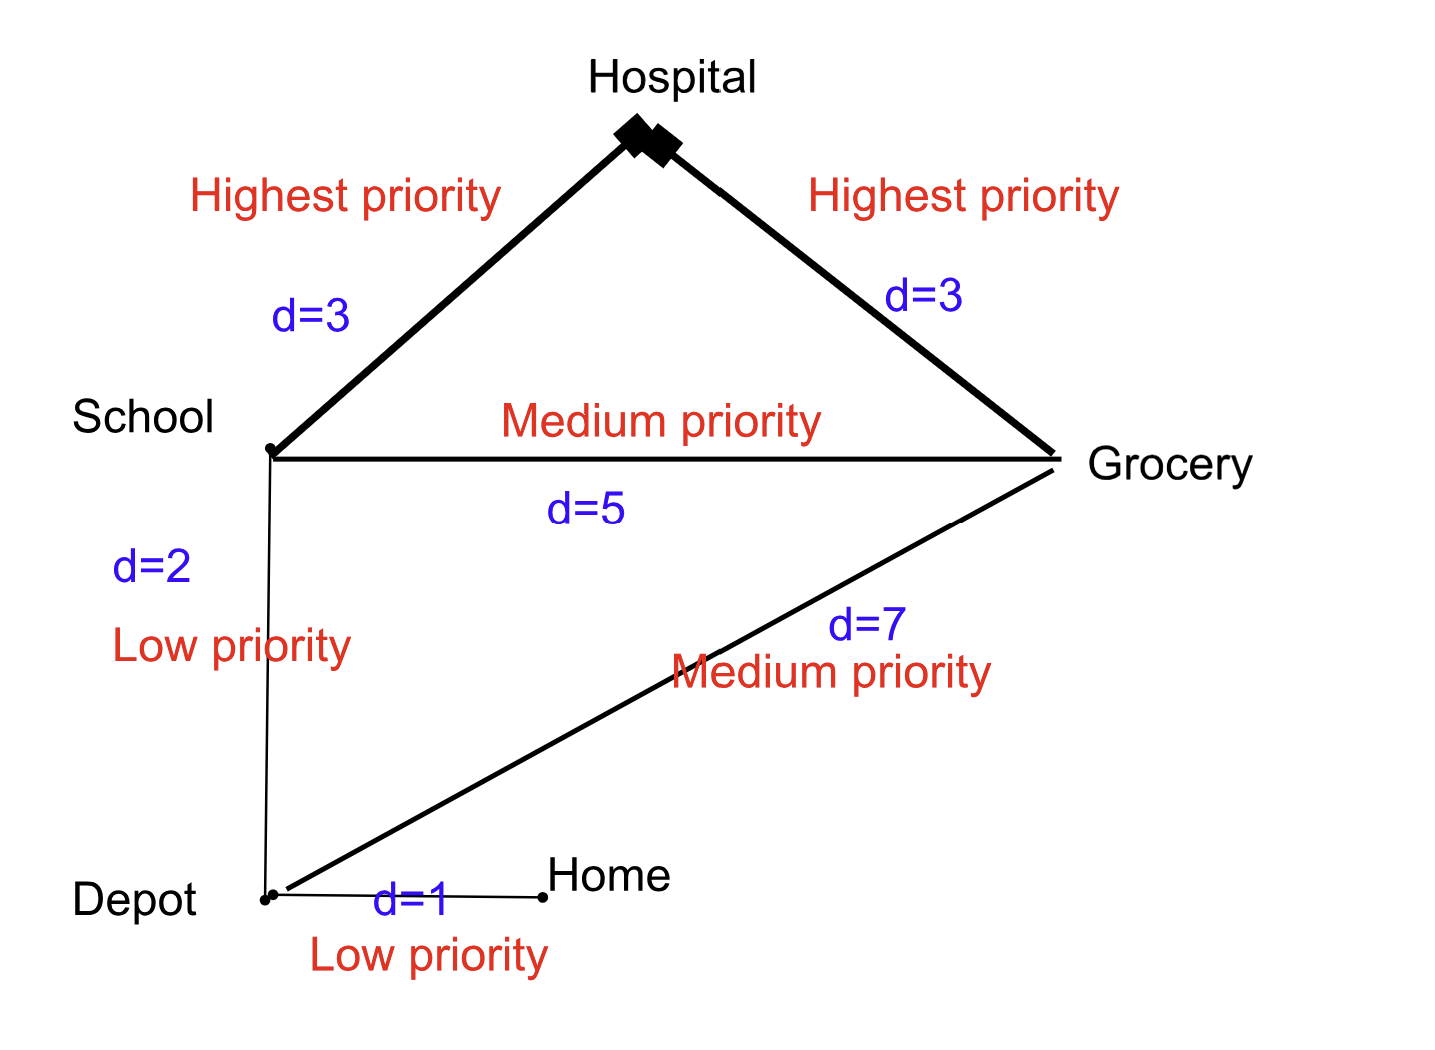 Hospital
Highest priority
Highest priority
d=3
d=3
School
Medium priority
Grocery
d=5
d=2
d=7
Low priority
Medium priority
Home
Depot
d=1
Low priority